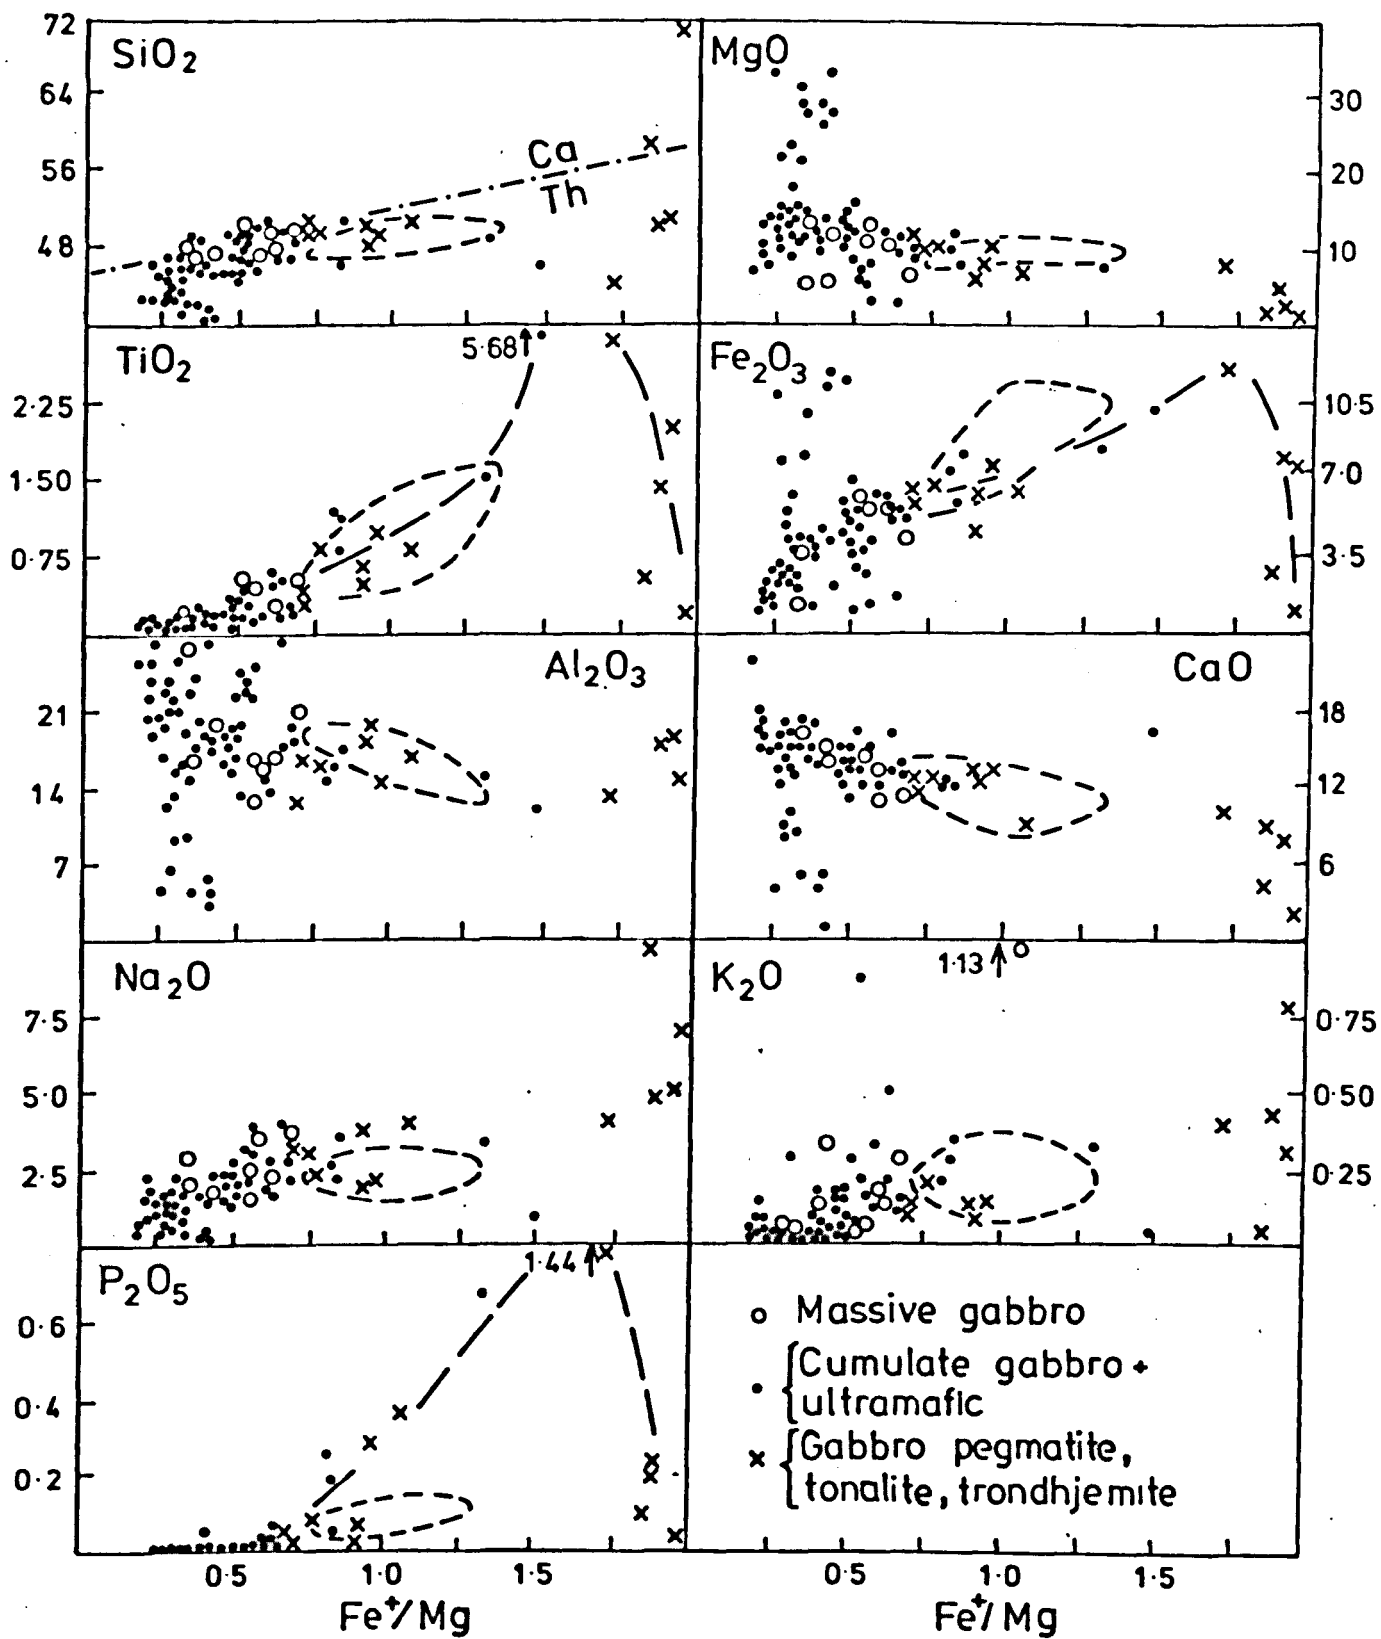 72
SiO2
MgO
64
30
Ca
56
20
Th
48
10
TiO2
5·68↑
Fe2O3
2·25
10·5
1·50
7·0
0·75
3·5
Al2O3
CaO
21
18
14
12
7
6
Na2O
1·13↑
K2O
7·5
0·75
5·0
0·50
2·5
0·25
P2O5
1·44↑
0·6
0·4
0·2
o Massive gabbro
• Cumulate gabbro +
ultramafic
x Gabbro pegmatite,
tonalite, trondhjemite
0·5 1·0 1·5
0·5 1·0 1·5
Fe+/Mg
Fe+/Mg